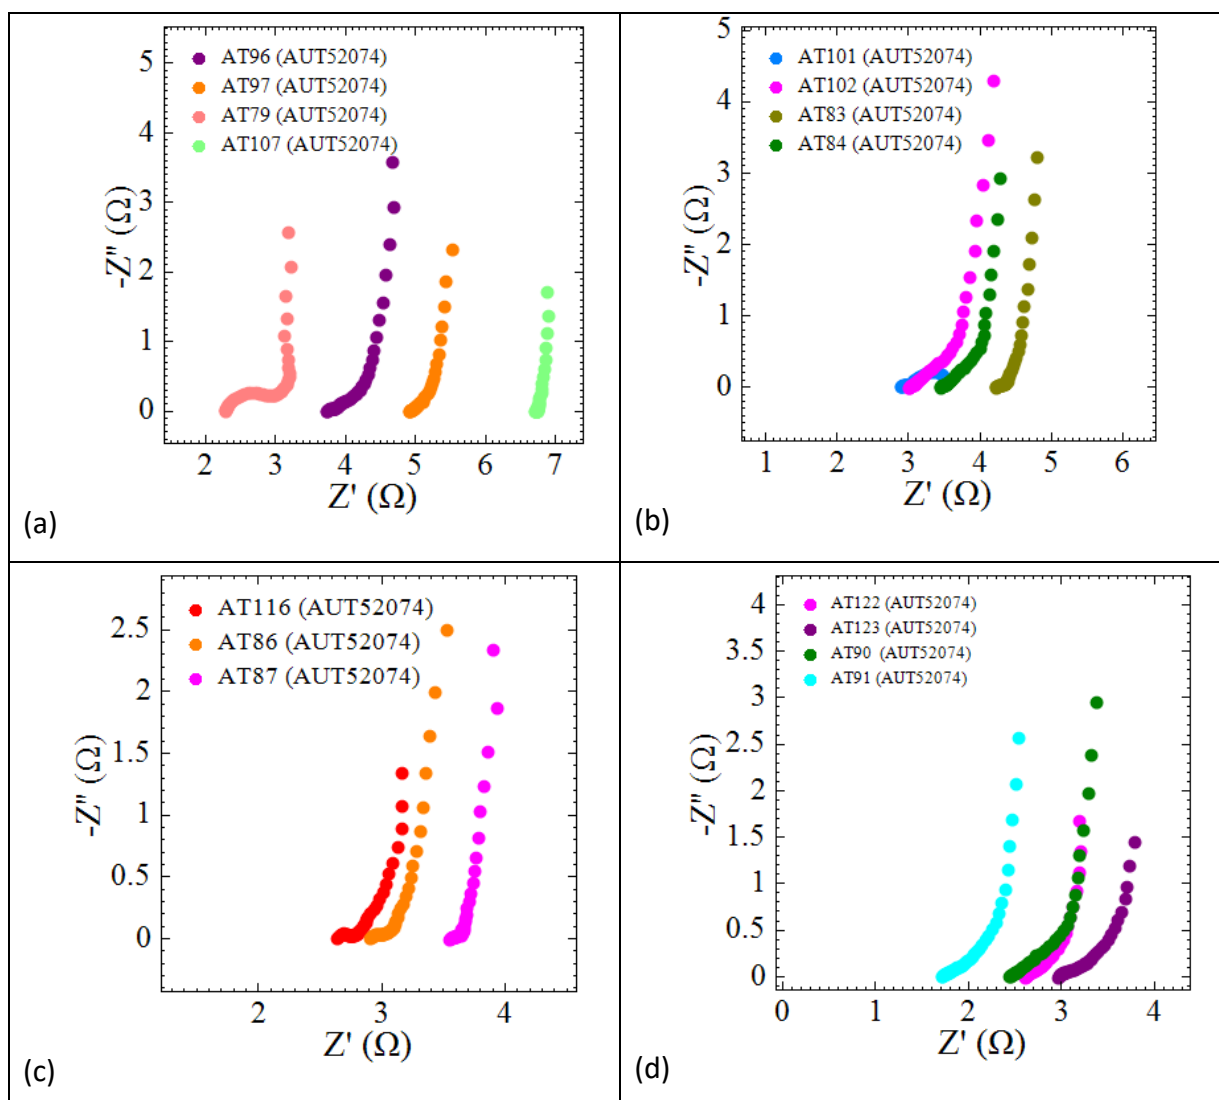 AT96 (AUT52074)
AT97 (AUT52074)
AT79 (AUT52074)
AT107 (AUT52074)
5
4
3
2
1
0
-Z" (Ω)
2 3 4 5 6 7
Z' (Ω)
(a)
AT101 (AUT52074)
AT102 (AUT52074)
AT83 (AUT52074)
AT84 (AUT52074)
5
4
3
2
1
0
-Z" (Ω)
1 2 3 4 5 6
Z' (Ω)
(b)
AT116 (AUT52074)
AT86 (AUT52074)
AT87 (AUT52074)
2.5
2
1.5
1
0.5
0
-Z" (Ω)
2 3 4
Z' (Ω)
(c)
AT122 (AUT52074)
AT123 (AUT52074)
AT90 (AUT52074)
AT91 (AUT52074)
4
3.5
3
2.5
2
1.5
1
0.5
0
-Z" (Ω)
0 1 2 3 4
Z' (Ω)
(d)